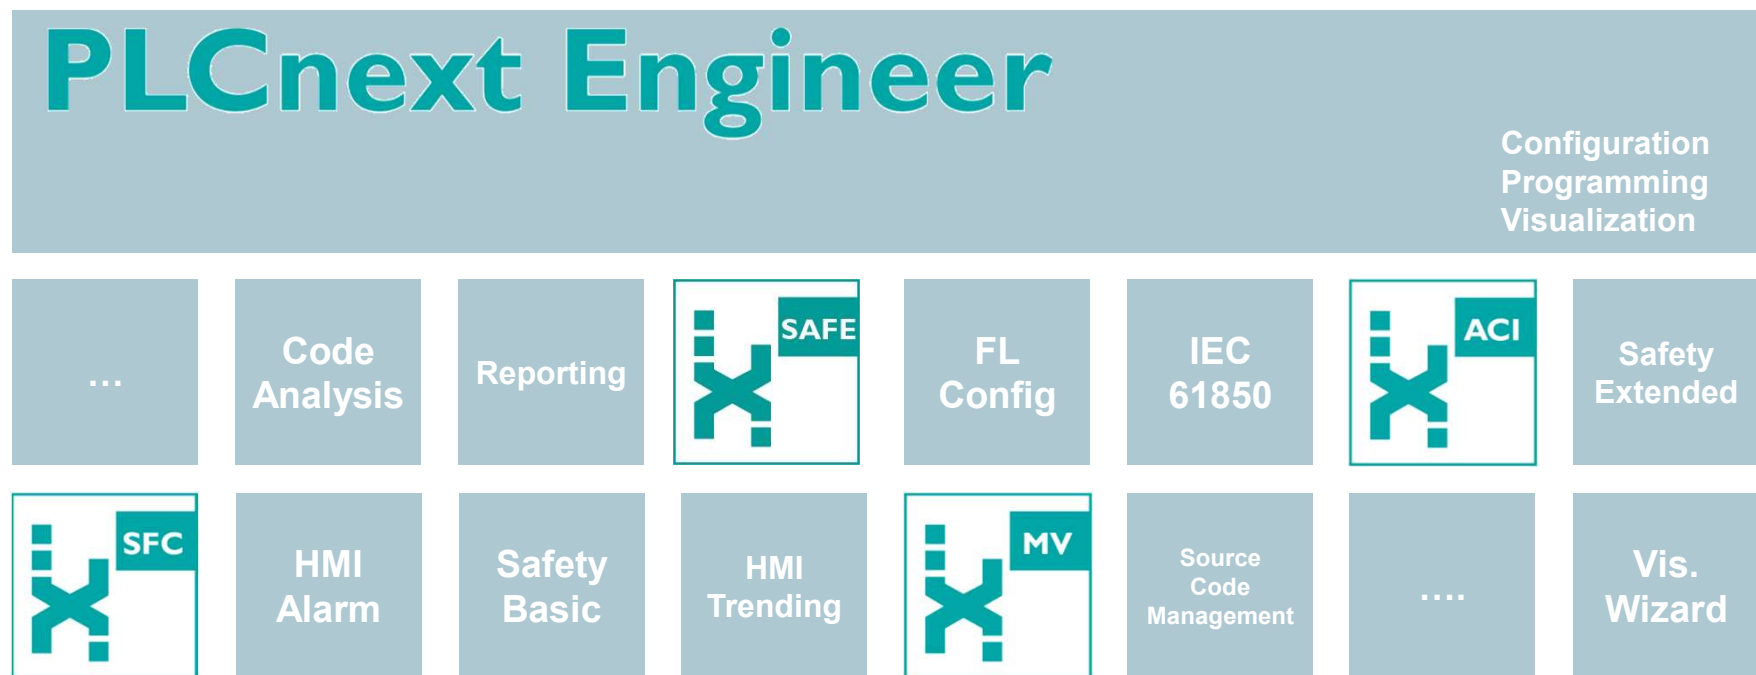 PLCnext Engineer
Configuration
Programming
Visualization
...
Code
Analysis
Reporting
SAFE
FL
Config
IEC
61850
ACI
Safety
Extended
SFC
HMI
Alarm
Safety
Basic
HMI
Trending
MV
Source
Code
Management
....
Vis.
Wizard